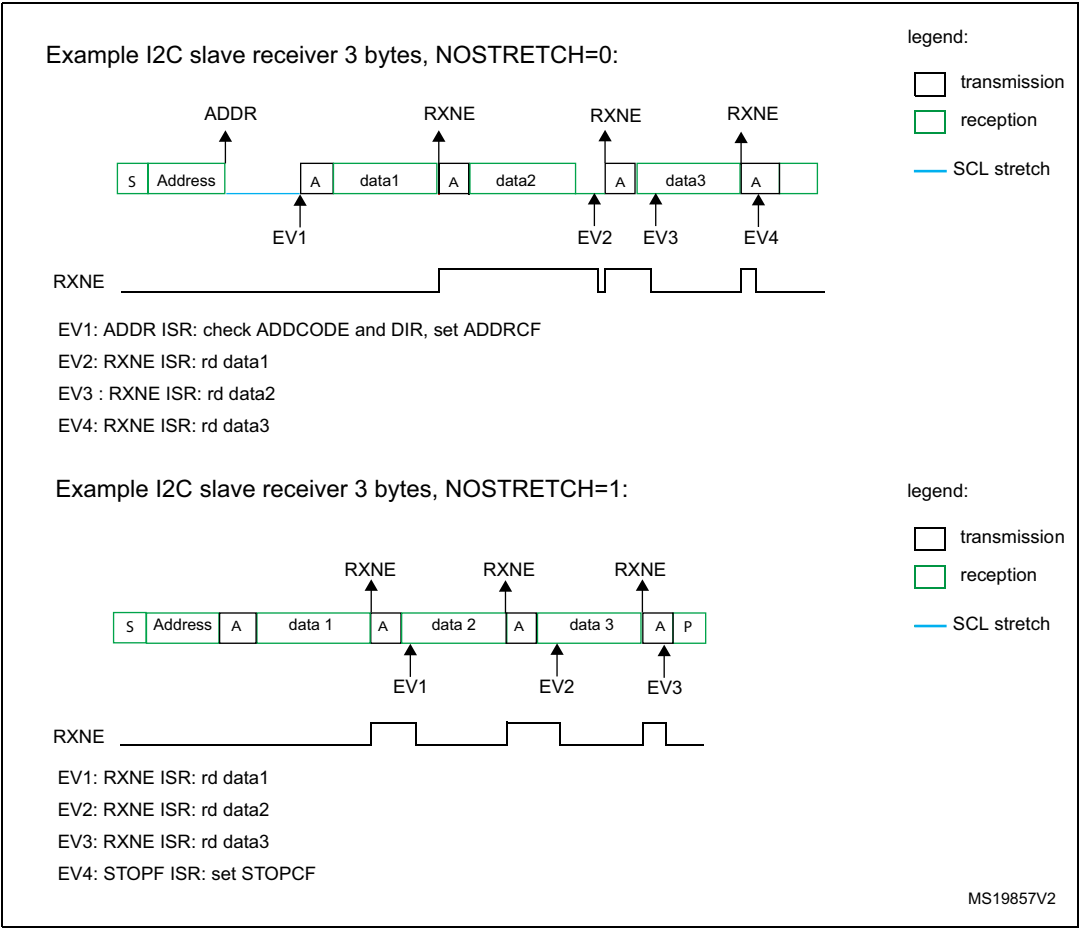 Example I2C slave receiver 3 bytes, NOSTRETCH=0:
legend:
transmission
reception
SCL stretch
ADDR RXNE RXNE RXNE
S Address A data1 A data2 A data3 A
EV1 EV2 EV3 EV4
RXNE
EV1: ADDR ISR: check ADDCODE and DIR, set ADDRCF
EV2: RXNE ISR: rd data1
EV3 : RXNE ISR: rd data2
EV4: RXNE ISR: rd data3
Example I2C slave receiver 3 bytes, NOSTRETCH=1:
legend:
transmission
reception
SCL stretch
RXNE RXNE RXNE
S Address A data 1 A data 2 A data 3 A P
EV1 EV2 EV3
RXNE
EV1: RXNE ISR: rd data1
EV2: RXNE ISR: rd data2
EV3: RXNE ISR: rd data3
EV4: STOPF ISR: set STOPCF
MS19857V2